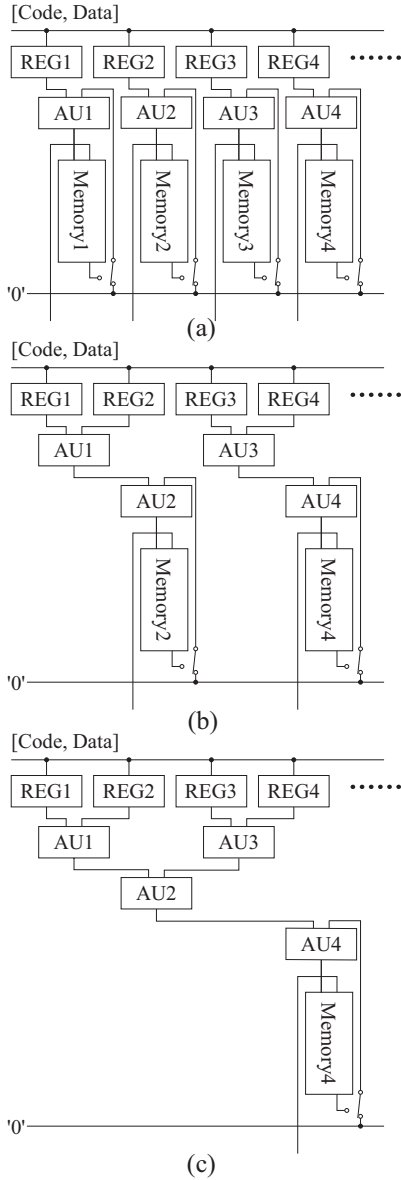 [Code, Data]
REG1 REG2 REG3 REG4 ......
AU1 AU2 AU3 AU4
Memory1 Memory2 Memory3 Memory4
'0'
(a)
[Code, Data]
REG1 REG2 REG3 REG4 ......
AU1 AU3
AU2 AU4
Memory2 Memory4
'0'
(b)
[Code, Data]
REG1 REG2 REG3 REG4 ......
AU1 AU3
AU2
AU4
Memory4
'0'
(c)